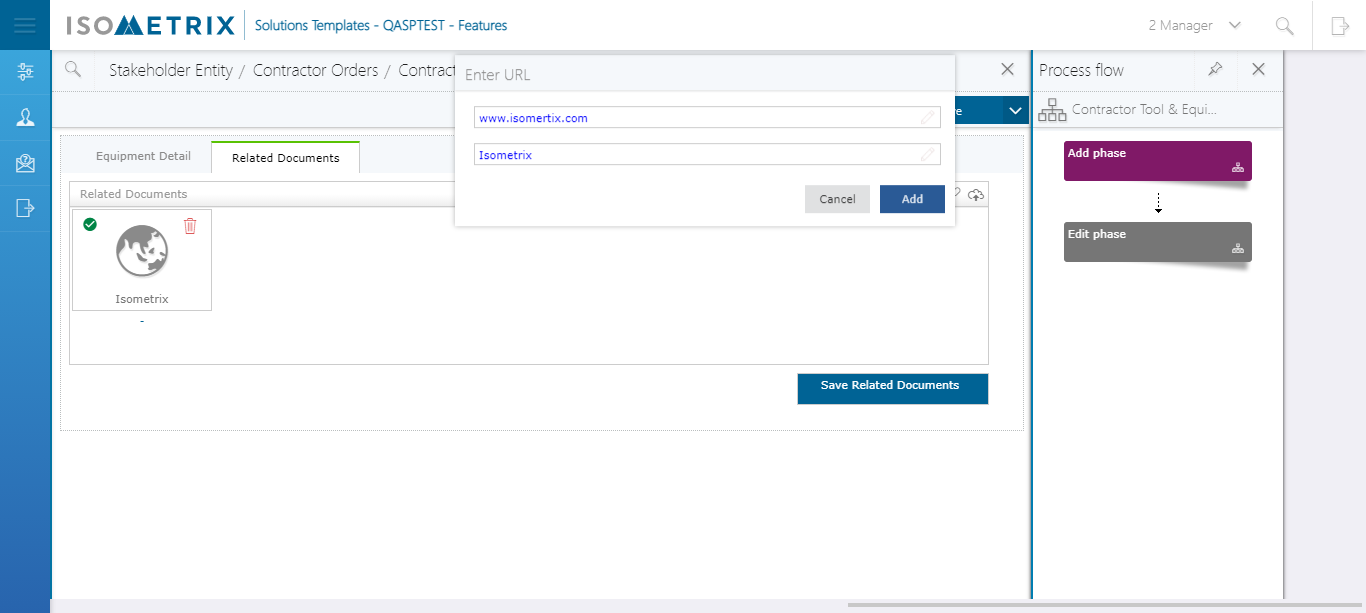 ISOMETRIX
Solutions Templates - QASPTEST - Features
2 Manager
Stakeholder Entity / Contractor Orders /
Enter URL
www.isomertix.com
Isometrix
Cancel
Add
Equipment Detail
Related Documents
Related Documents
Isometrix
-
Save Related Documents
Process flow
Contractor Tool & Equi...
Add phase
Edit phase